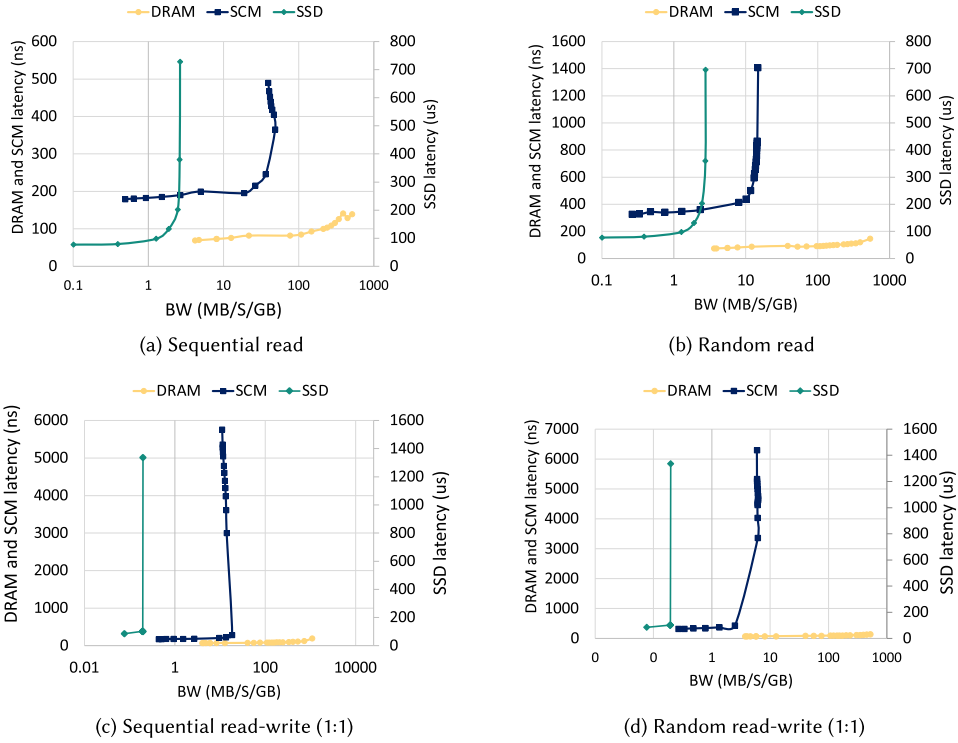 DRAM SCM SSD
DRAM and SCM latency (ns)
600
500
400
300
200
100
0
800
700
600
500
400
300
200
100
0
SSD latency (us)
0.1 1 10 100 1000
BW (MB/S/GB)
(a) Sequential read
DRAM SCM SSD
DRAM and SCM latency (ns)
1600
1400
1200
1000
800
600
400
200
0
800
700
600
500
400
300
200
100
0
SSD latency (us)
0.1 1 10 100 1000
BW (MB/S/GB)
(b) Random read
DRAM SCM SSD
DRAM and SCM latency (ns)
6000
5000
4000
3000
2000
1000
0
1600
1400
1200
1000
800
600
400
200
0
SSD latency (us)
0.01 1 100 10000
BW (MB/S/GB)
(c) Sequential read-write (1:1)
DRAM SCM SSD
DRAM and SCM latency (ns)
7000
6000
5000
4000
3000
2000
1000
0
1600
1400
1200
1000
800
600
400
200
0
SSD latency (us)
0 0 1 10 100 1000
BW (MB/S/GB)
(d) Random read-write (1:1)